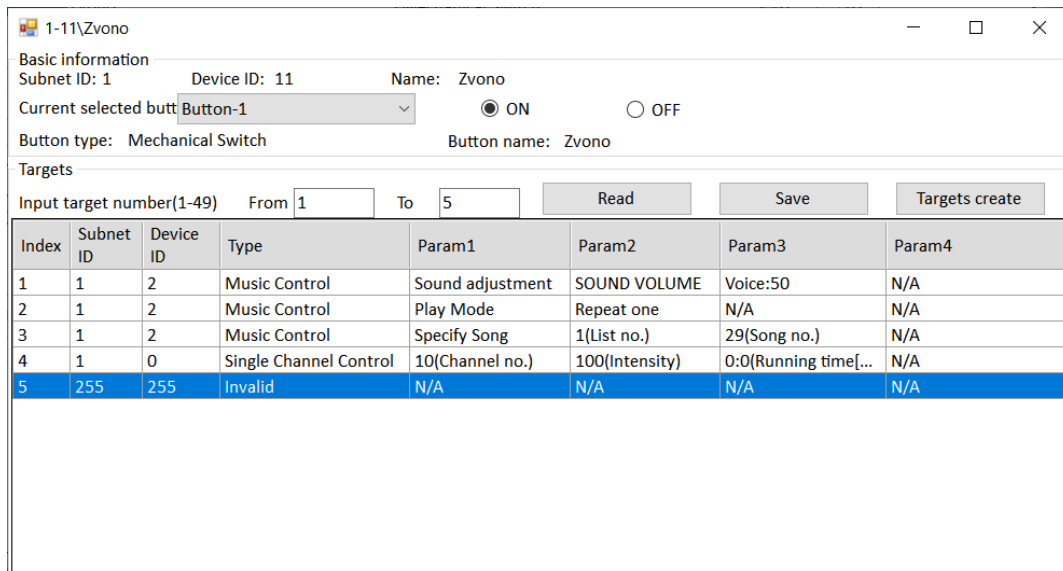 1-11\Zvono
Basic information
Subnet ID: 1 Device ID: 11 Name: Zvono
Current selected butt Button-1 ON OFF
Button type: Mechanical Switch Button name: Zvono
Targets
Input target number(1-49) From 1 To 5 Read Save Targets create
Index Subnet ID Device ID Type Param1 Param2 Param3 Param4
1 1 2 Music Control Sound adjustment SOUND VOLUME Voice:50 N/A
2 1 2 Music Control Play Mode Repeat one N/A N/A
3 1 2 Music Control Specify Song 1(List no.) 29(Song no.) N/A
4 1 0 Single Channel Control 10(Channel no.) 100(Intensity) 0:0(Running time[... N/A
5 255 255 Invalid N/A N/A N/A N/A